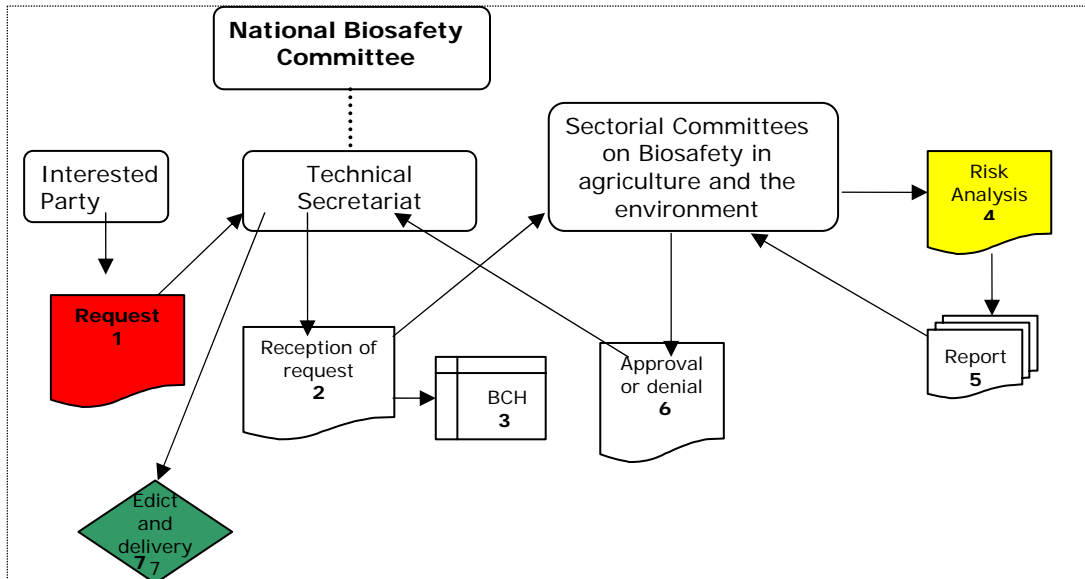 National Biosafety
Committee
Interested
Party
Technical
Secretariat
Sectorial Committees
on Biosafety in
agriculture and the
environment
Risk
Analysis
4
Request
1
Reception of
request
2
BCH
3
Approval
or denial
6
Report
5
Edict
and
delivery
7 7